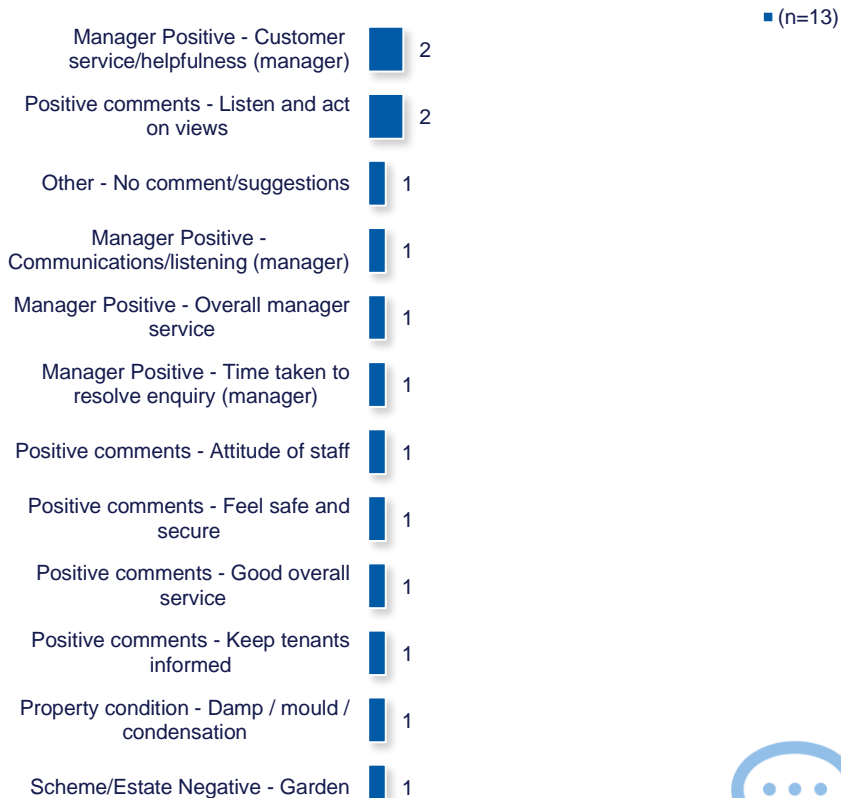 (n=13)
Manager Positive - Customer
service/helpfulness (manager)
2
Positive comments - Listen and act
on views
2
Other - No comment/suggestions
1
Manager Positive -
Communications/listening (manager)
1
Manager Positive - Overall manager
service
1
Manager Positive - Time taken to
resolve enquiry (manager)
1
Positive comments - Attitude of staff
1
Positive comments - Feel safe and
secure
1
Positive comments - Good overall
service
1
Positive comments - Keep tenants
informed
1
Property condition - Damp / mould /
condensation
1
Scheme/Estate Negative - Garden
1